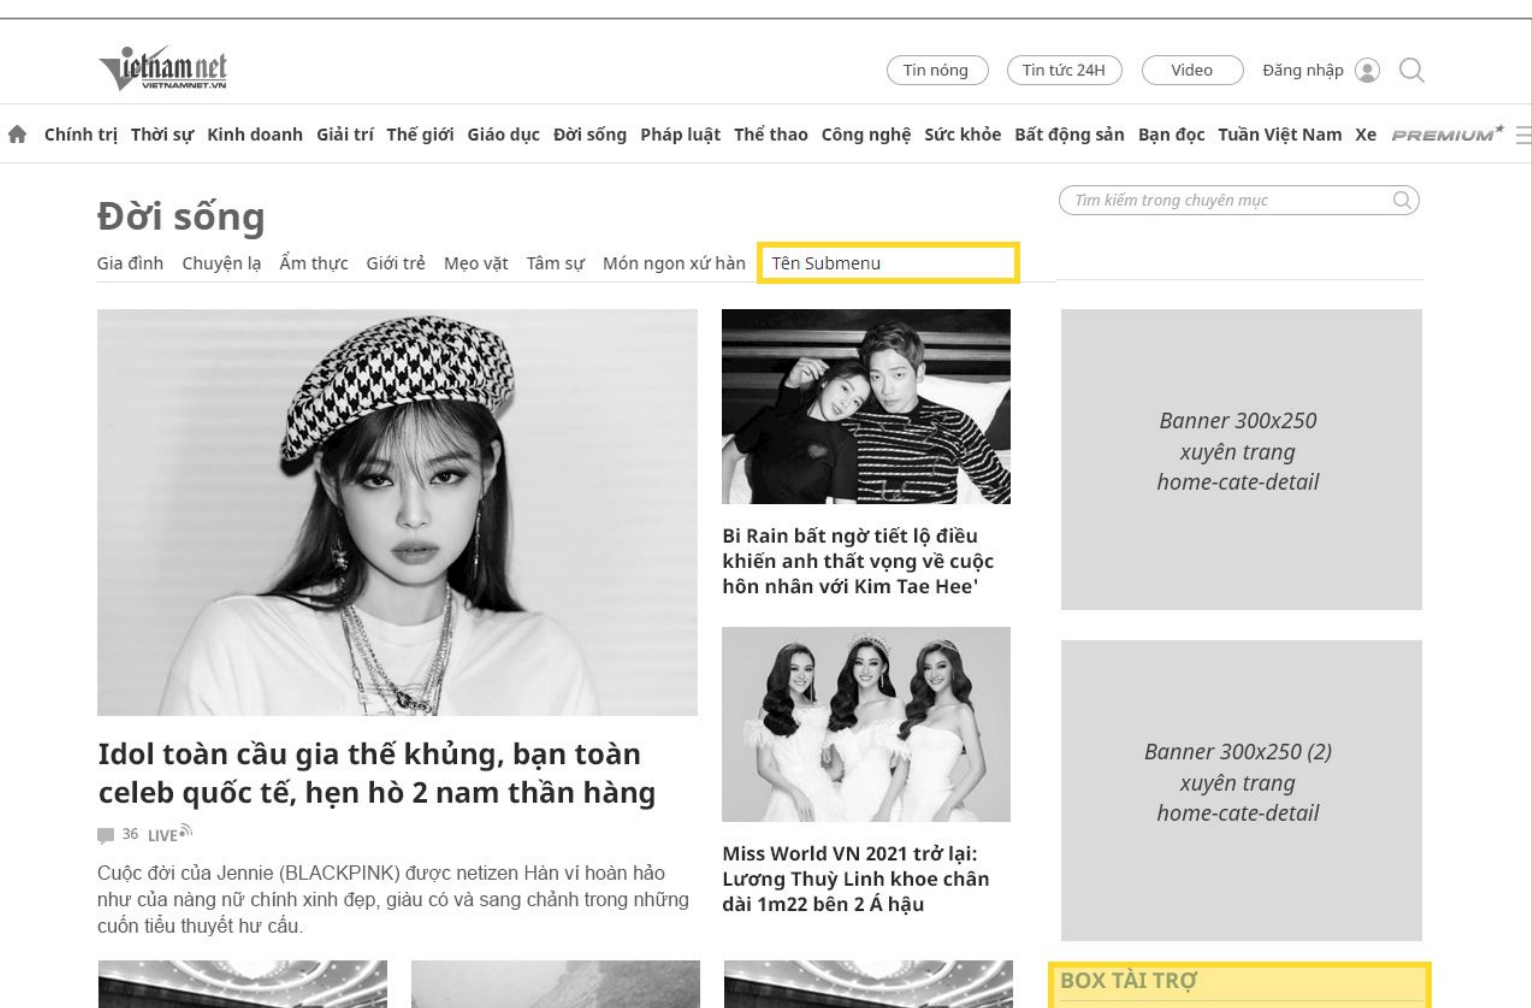 Vietnamnet
VIETNAMNET.VN
Tin nóng
Tin tức 24H
Video
Đăng nhập
Chính trị Thời sự Kinh doanh Giải trí Thế giới Giáo dục Đời sống Pháp luật Thể thao Công nghệ Sức khỏe Bất động sản Bạn đọc Tuần Việt Nam Xe PREMIUM
Đời sống
Tìm kiếm trong chuyên mục
Gia đình Chuyện lạ Ẩm thực Giới trẻ Mẹo vặt Tâm sự Món ngon xứ hàn Tên Submenu
Idol toàn cầu gia thế khủng, bạn toàn
celeb quốc tế, hẹn hò 2 nam thần hàng
36 LIVE
Cuộc đời của Jennie (BLACKPINK) được netizen Hàn ví hoàn hảo
như của nàng nữ chính xinh đẹp, giàu có và sang chảnh trong những
cuốn tiểu thuyết hư cấu.
Bi Rain bất ngờ tiết lộ điều
khiến anh thất vọng về cuộc
hôn nhân với Kim Tae Hee'
Miss World VN 2021 trở lại:
Lương Thuỳ Linh khoe chân
dài 1m22 bên 2 Á hậu
Banner 300x250
xuyên trang
home-cate-detail
Banner 300x250 (2)
xuyên trang
home-cate-detail
BOX TÀI TRỢ